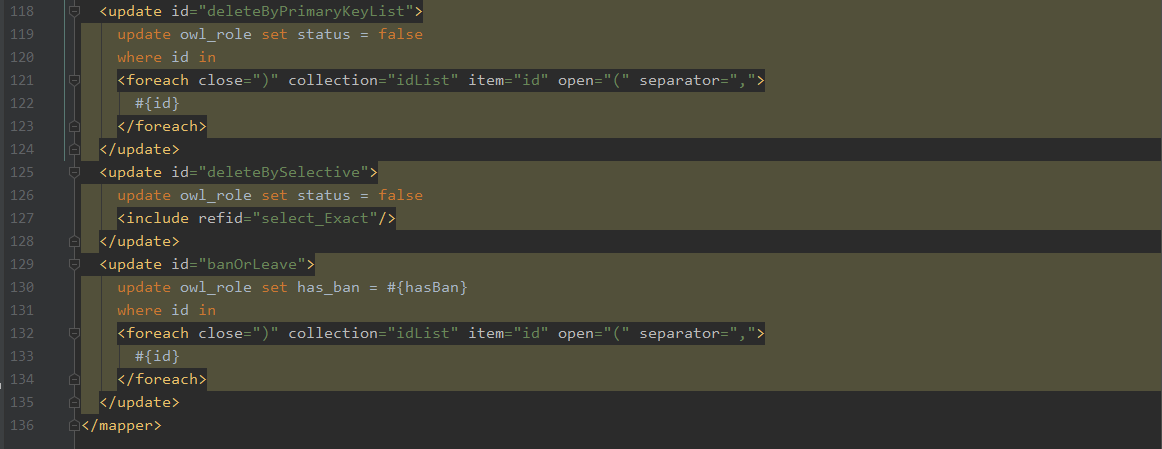 118 <update id="deleteByPrimaryKeyList">
119 update owl_role set status = false
120 where id in
121 <foreach close=")" collection="idList" item="id" open="(" separator=",">
122 #{id}
123 </foreach>
124 </update>
125 <update id="deleteBySelective">
126 update owl_role set status = false
127 <include refid="select_Exact"/>
128 </update>
129 <update id="banOrLeave">
130 update owl_role set has_ban = #{hasBan}
131 where id in
132 <foreach close=")" collection="idList" item="id" open="(" separator=",">
133 #{id}
134 </foreach>
135 </update>
136 </mapper>